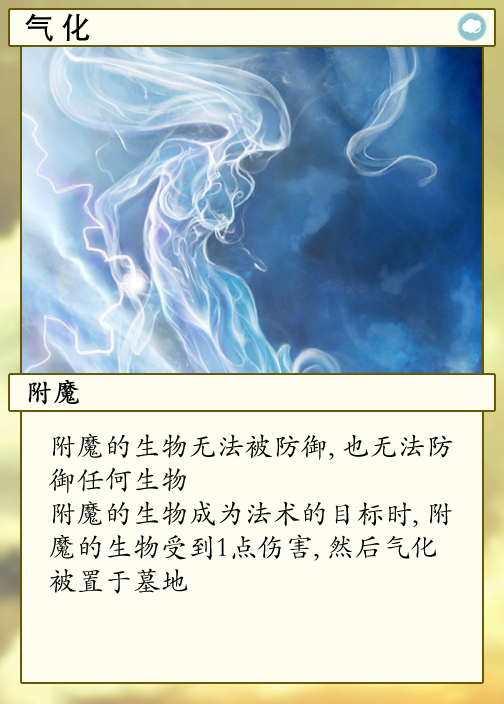 气化
附魔
附魔的生物无法被防御,也无法防
御任何生物
附魔的生物成为法术的目标时,附
魔的生物受到1点伤害,然后气化
被置于墓地